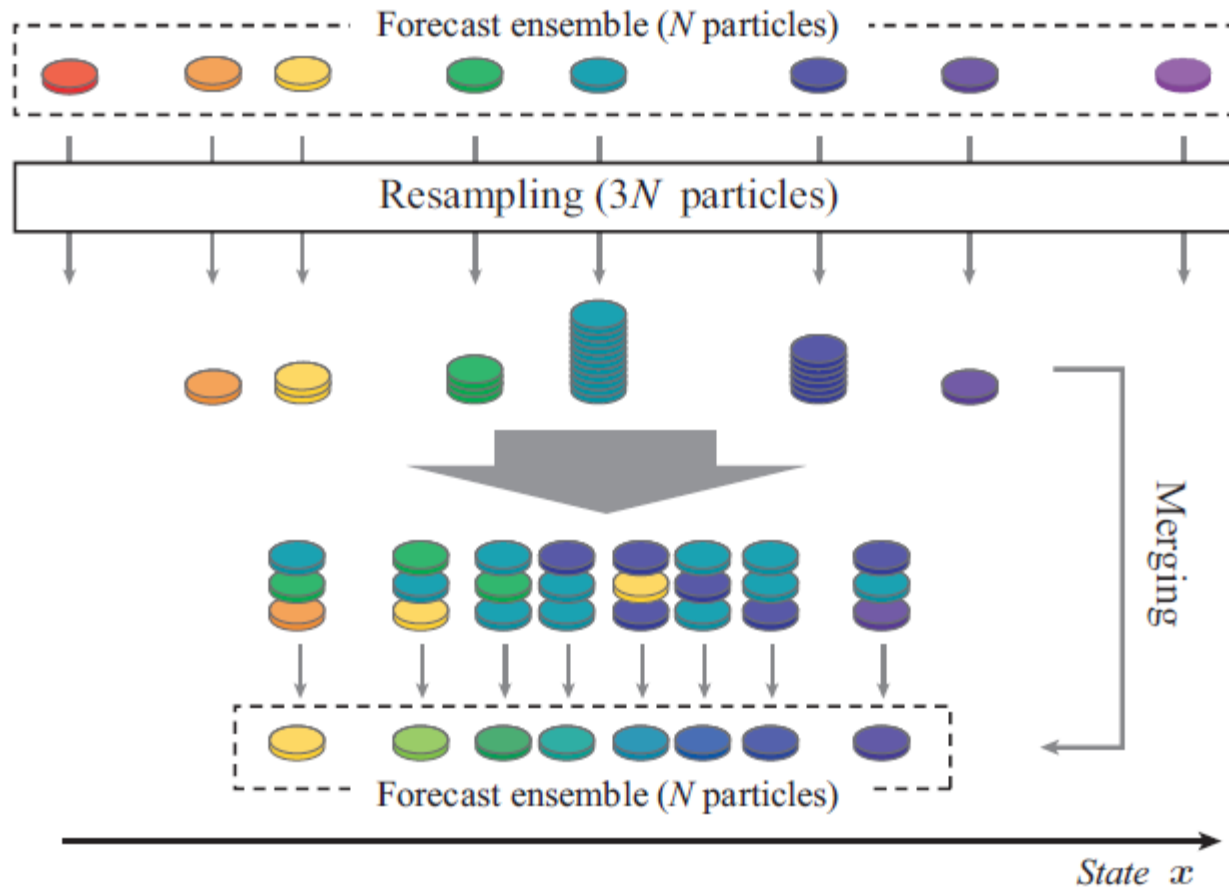 Forecast ensemble (N particles)
Resampling (3N particles)
Merging
Forecast ensemble (N particles)
State x